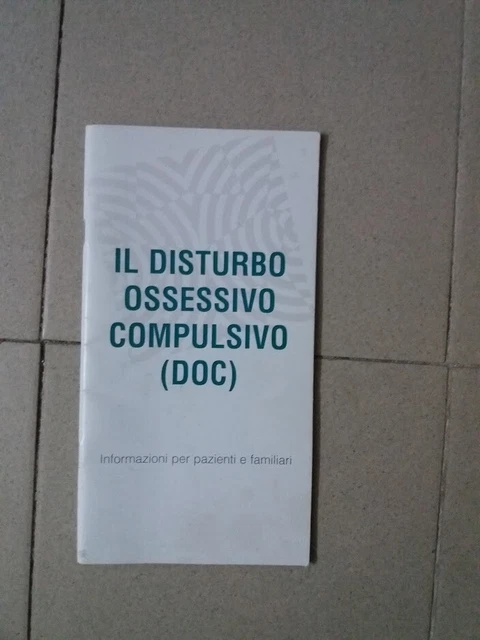 IL DISTURBO
OSSESSIVO
COMPULSIVO
(DOC)
Informazioni per pazienti e familiari